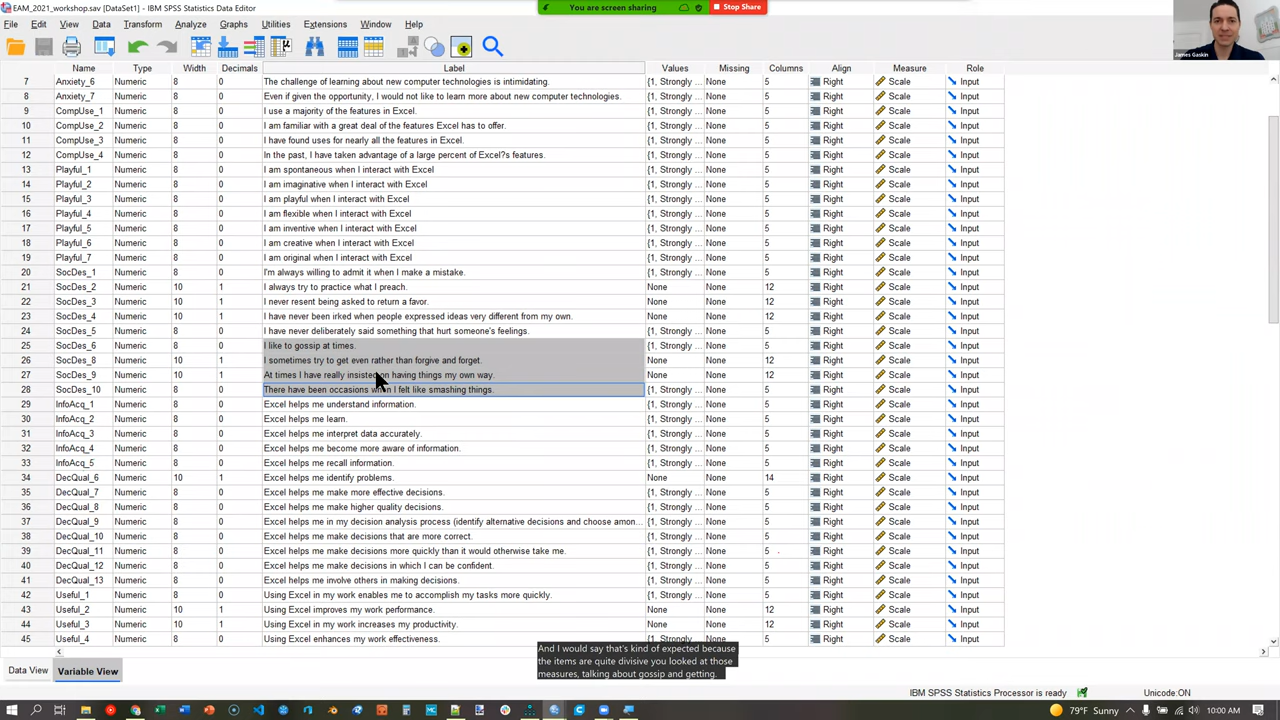 EAM_2021_workshop.sav [DataSet1] - IBM SPSS Statistics Data Editor
You are screen sharing Stop Share
File Edit View Data Transform Graphs Utilities Extensions Window Help
James Gaskin
Name Type Width Decimals Label Values Missing Columns Align Measure Role
7 Anxiety_6 Numeric 8 0 The challenge of learning about new computer technologies is intimidating. {1, Strongly ... None 5 Right Scale Input
8 Anxiety_7 Numeric 8 0 Even if given the opportunity, I would not like to learn more about new computer technologies. {1, Strongly ... None 5 Right Scale Input
9 CompUse_1 Numeric 8 0 I use a majority of the features in Excel. {1, Strongly ... None 5 Right Scale Input
10 CompUse_2 Numeric 8 0 I am familiar with a great deal of the features Excel has to offer. {1, Strongly ... None 5 Right Scale Input
11 CompUse_3 Numeric 8 0 I have found uses for nearly all the features in Excel. {1, Strongly ... None 5 Right Scale Input
12 CompUse_4 Numeric 8 0 In the past, I have taken advantage of a large percent of Excel?s features. {1, Strongly ... None 5 Right Scale Input
13 Playful_1 Numeric 8 0 I am spontaneous when I interact with Excel {1, Strongly ... None 5 Right Scale Input
14 Playful_2 Numeric 8 0 I am imaginative when I interact with Excel {1, Strongly ... None 5 Right Scale Input
15 Playful_3 Numeric 8 0 I am playful when I interact with Excel {1, Strongly ... None 5 Right Scale Input
16 Playful_4 Numeric 8 0 I am flexible when I interact with Excel {1, Strongly ... None 5 Right Scale Input
17 Playful_5 Numeric 8 0 I am inventive when I interact with Excel {1, Strongly ... None 5 Right Scale Input
18 Playful_6 Numeric 8 0 I am creative when I interact with Excel {1, Strongly ... None 5 Right Scale Input
19 Playful_7 Numeric 8 0 I am original when I interact with Excel {1, Strongly ... None 5 Right Scale Input
20 SocDes_1 Numeric 8 0 I'm always willing to admit it when I make a mistake. {1, Strongly ... None 5 Right Scale Input
21 SocDes_2 Numeric 10 1 I always try to practice what I preach. None None 12 Right Scale Input
22 SocDes_3 Numeric 10 1 I never resent being asked to return a favor. None None 12 Right Scale Input
23 SocDes_4 Numeric 10 1 I have never been irked when people expressed ideas very different from my own. None None 12 Right Scale Input
24 SocDes_5 Numeric 8 0 I have never deliberately said something that hurt someone's feelings. {1, Strongly ... None 5 Right Scale Input
25 SocDes_6 Numeric 8 0 I like to gossip at times. {1, Strongly ... None 5 Right Scale Input
26 SocDes_8 Numeric 10 1 I sometimes try to get even rather than forgive and forget. None None 12 Right Scale Input
27 SocDes_9 Numeric 10 1 At times I have really insisted on having things my own way. None None 12 Right Scale Input
28 SocDes_10 Numeric 8 0 There have been occasions when I felt like smashing things. {1, Strongly ... None 5 Right Scale Input
29 InfoAcq_1 Numeric 8 0 Excel helps me understand information. {1, Strongly ... None 5 Right Scale Input
30 InfoAcq_2 Numeric 8 0 Excel helps me learn. {1, Strongly ... None 5 Right Scale Input
31 InfoAcq_3 Numeric 8 0 Excel helps me interpret data accurately. {1, Strongly ... None 5 Right Scale Input
32 InfoAcq_4 Numeric 8 0 Excel helps me become more aware of information. {1, Strongly ... None 5 Right Scale Input
33 InfoAcq_5 Numeric 8 0 Excel helps me recall information. {1, Strongly ... None 5 Right Scale Input
34 DecQual_6 Numeric 10 1 Excel helps me identify problems. None None 14 Right Scale Input
35 DecQual_7 Numeric 8 0 Excel helps me make more effective decisions. {1, Strongly ... None 5 Right Scale Input
36 DecQual_8 Numeric 8 0 Excel helps me make higher quality decisions. {1, Strongly ... None 5 Right Scale Input
37 DecQual_9 Numeric 8 0 Excel helps me in my decision analysis process (identify alternative decisions and choose amon... {1, Strongly ... None 5 Right Scale Input
38 DecQual_10 Numeric 8 0 Excel helps me make decisions that are more correct. {1, Strongly ... None 5 Right Scale Input
39 DecQual_11 Numeric 8 0 Excel helps me make decisions more quickly than it would otherwise take me. {1, Strongly ... None 5 Right Scale Input
40 DecQual_12 Numeric 8 0 Excel helps me make decisions in which I can be confident. {1, Strongly ... None 5 Right Scale Input
41 DecQual_13 Numeric 8 0 Excel helps me involve others in making decisions. {1, Strongly ... None 5 Right Scale Input
42 Useful_1 Numeric 8 0 Using Excel in my work enables me to accomplish my tasks more quickly. {1, Strongly ... None 5 Right Scale Input
43 Useful_2 Numeric 10 1 Using Excel improves my work performance. None None 12 Right Scale Input
44 Useful_3 Numeric 10 1 Using Excel in my work increases my productivity. None None 12 Right Scale Input
45 Useful_4 Numeric 8 0 Using Excel enhances my work effectiveness. {1, Strongly None 5 Right Scale Input
And I would say that's kind of expected because
the items are quite divisive you looked at those
measures, talking about gossip and getting.
Data View Variable View
IBM SPSS Statistics Processor is ready Unicode:ON
79°F Sunny 10:00 AM